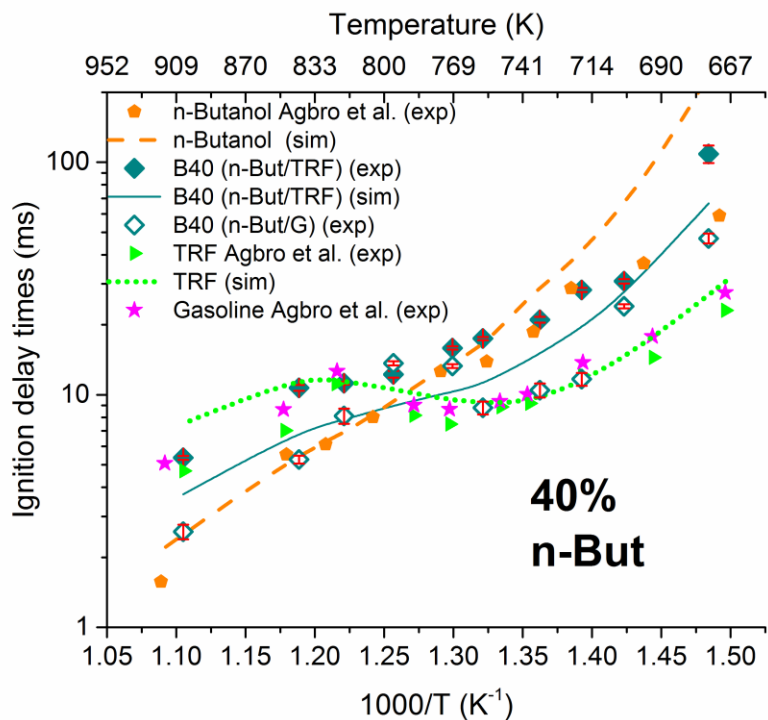 Temperature (K)
952 909 870 833 800 769 741 714 690 667
n-Butanol Agbro et al. (exp)
n-Butanol (sim)
B40 (n-But/TRF) (exp)
B40 (n-But/TRF) (sim)
B40 (n-But/G) (exp)
TRF Agbro et al. (exp)
TRF (sim)
Gasoline Agbro et al. (exp)
100
10
1
Ignition delay times (ms)
40%
n-But
1.05 1.10 1.15 1.20 1.25 1.30 1.35 1.40 1.45 1.50
1000/T (K⁻¹)